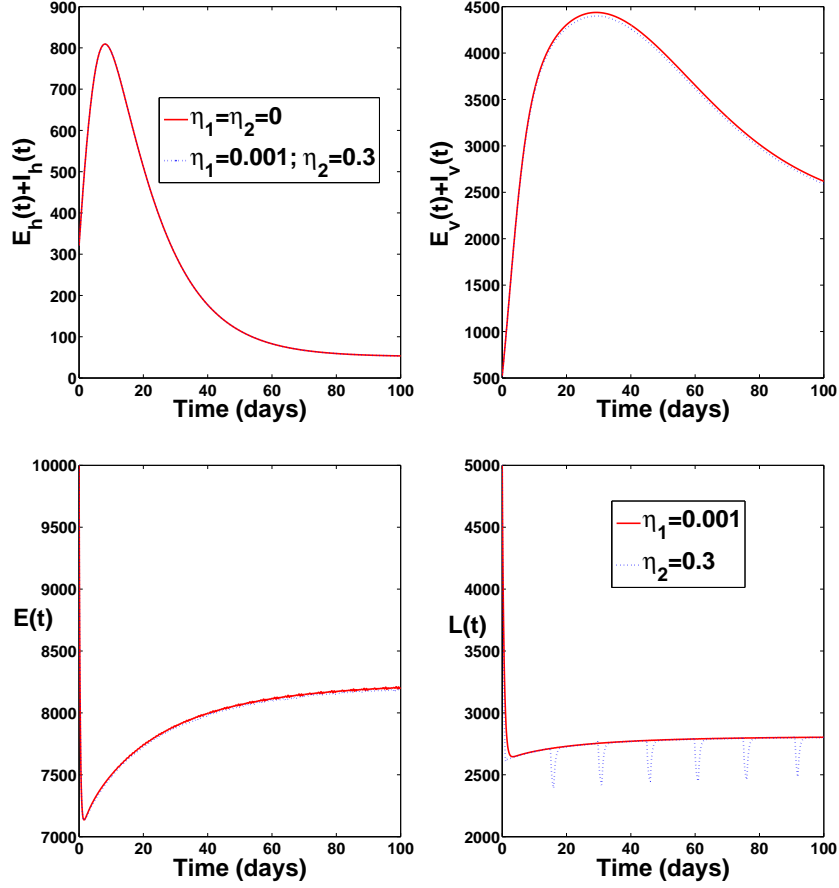 900
800
700
600
500
400
300
200
100
0
E_h(t)+I_h(t)
η_1=η_2=0
η_1=0.001; η_2=0.3
0 20 40 60 80 100
Time (days)
4500
4000
3500
3000
2500
2000
1500
1000
500
E_v(t)+I_v(t)
0 20 40 60 80 100
Time (days)
10000
9500
9000
8500
8000
7500
7000
E(t)
0 20 40 60 80 100
Time (days)
5000
4500
4000
3500
3000
2500
2000
L(t)
η_1=0.001
η_2=0.3
0 20 40 60 80 100
Time (days)